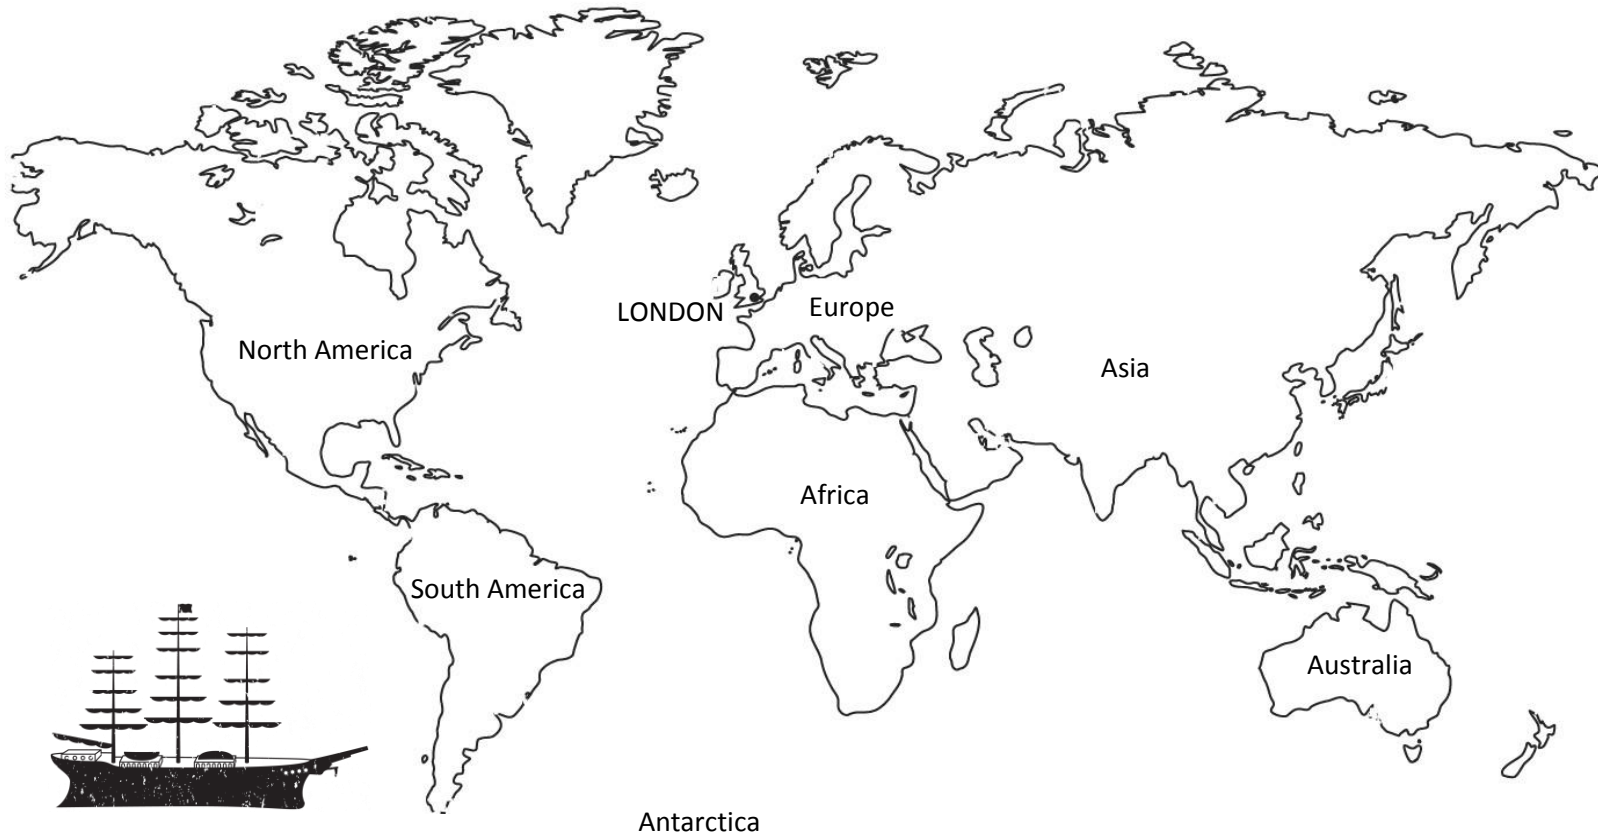 LONDON
Europe
North America
Asia
Africa
South America
Australia
Antarctica